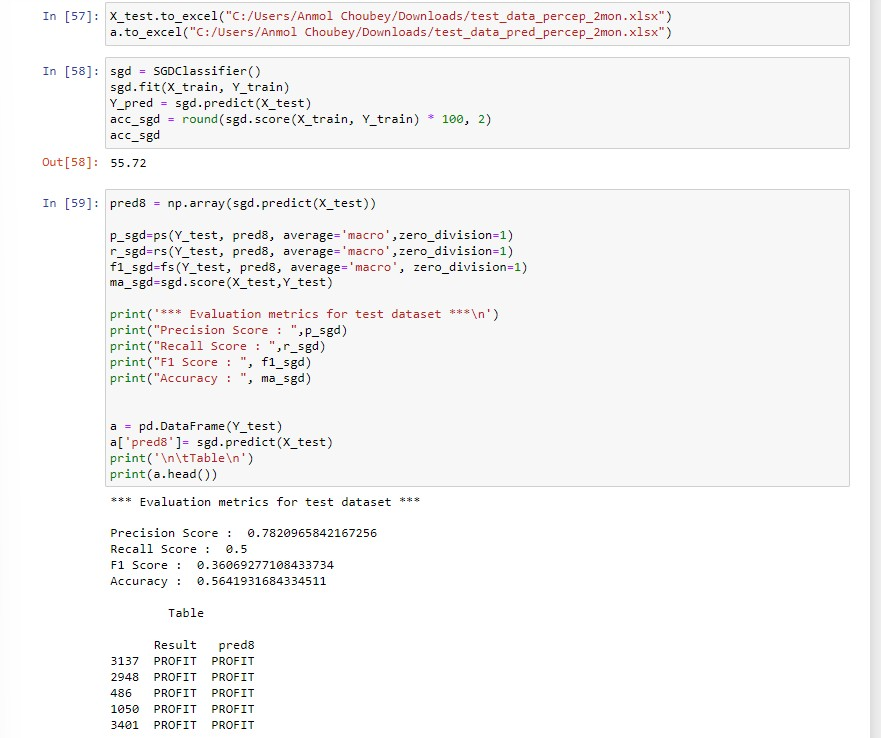 In [57]: X_test.to_excel("C:/Users/Anmol Choubey/Downloads/test_data_percep_2mon.xlsx")
a.to_excel("C:/Users/Anmol Choubey/Downloads/test_data_pred_percep_2mon.xlsx")
In [58]: sgd = SGDClassifier()
sgd.fit(X_train, Y_train)
Y_pred = sgd.predict(X_test)
acc_sgd = round(sgd.score(X_train, Y_train) * 100, 2)
acc_sgd
Out[58]: 55.72
In [59]: pred8 = np.array(sgd.predict(X_test))
p_sgd=ps(Y_test, pred8, average='macro',zero_division=1)
r_sgd=rs(Y_test, pred8, average='macro',zero_division=1)
f1_sgd=fs(Y_test, pred8, average='macro', zero_division=1)
ma_sgd=sgd.score(X_test,Y_test)
print('*** Evaluation metrics for test dataset ***\n')
print("Precision Score : ",p_sgd)
print("Recall Score : ",r_sgd)
print("F1 Score : ", f1_sgd)
print("Accuracy : ", ma_sgd)
a = pd.DataFrame(Y_test)
a['pred8']= sgd.predict(X_test)
print('\n\tTable\n')
print(a.head())
*** Evaluation metrics for test dataset ***
Precision Score :  0.7820965842167256
Recall Score :  0.5
F1 Score :  0.36069277108433734
Accuracy :  0.5641931684334511
Table
Result pred8
3137 PROFIT PROFIT
2948 PROFIT PROFIT
486 PROFIT PROFIT
1050 PROFIT PROFIT
3401 PROFIT PROFIT